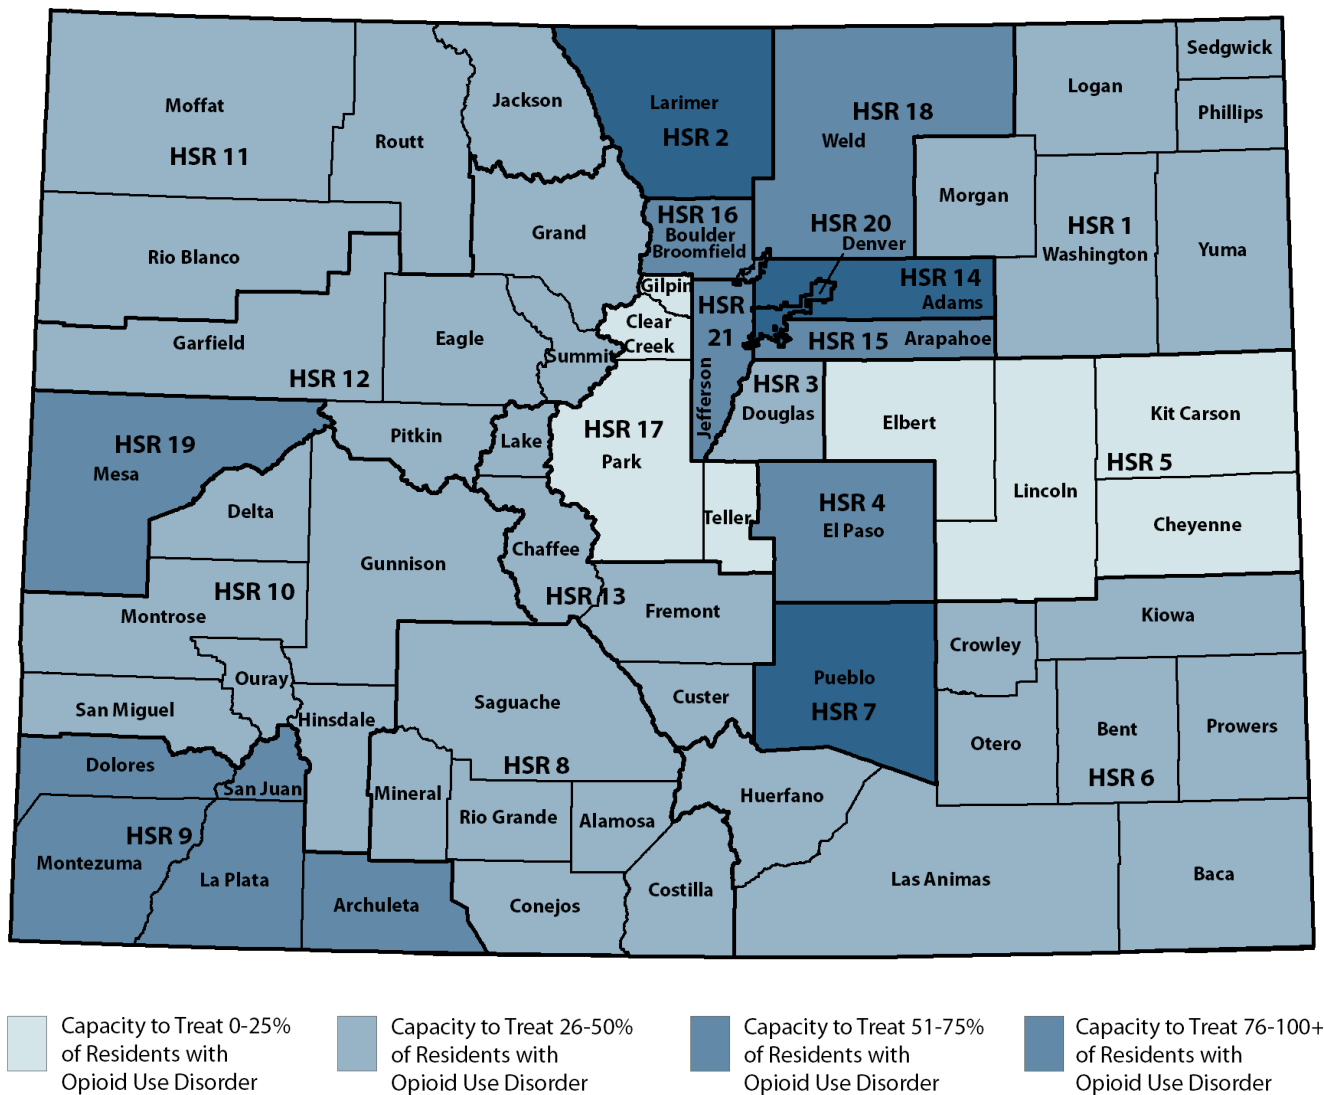 Sedgwick
Logan
Jackson
Larimer
Moffat
Phillips
HSR 18
HSR 2
Routt
Weld
HSR 11
Morgan
HSR 16
HSR 20
HSR 1
Grand
Boulder
Denver
Broomfield
Washington
Yuma
Rio Blanco
Gilpin
HSR 14
HSR
21
Adams
Clear
Creek
Garfield
Eagle
Summit
HSR 15
Arapahoe
HSR 12
HSR 3
Jefferson
Douglas
Kit Carson
Elbert
HSR 17
Pitkin
Lake
HSR 19
Mesa
Park
HSR 5
Lincoln
HSR 4
Delta
Teller
El Paso
Cheyenne
Chaffee
Gunnison
HSR 10
HSR 13
Fremont
Montrose
Kiowa
Crowley
Ouray
Pueblo
Saguache
Custer
San Miguel
HSR 7
Hinsdale
Bent
Prowers
Otero
Dolores
HSR 8
HSR 6
San Juan
Mineral
Huerfano
Rio Grande
Alamosa
HSR 9
Montezuma
La Plata
Costilla
Las Animas
Baca
Archuleta
Conejos
Capacity to Treat 0-25%
of Residents with
Opioid Use Disorder
Capacity to Treat 26-50%
of Residents with
Opioid Use Disorder
Capacity to Treat 51-75%
of Residents with
Opioid Use Disorder
Capacity to Treat 76-100+
of Residents with
Opioid Use Disorder